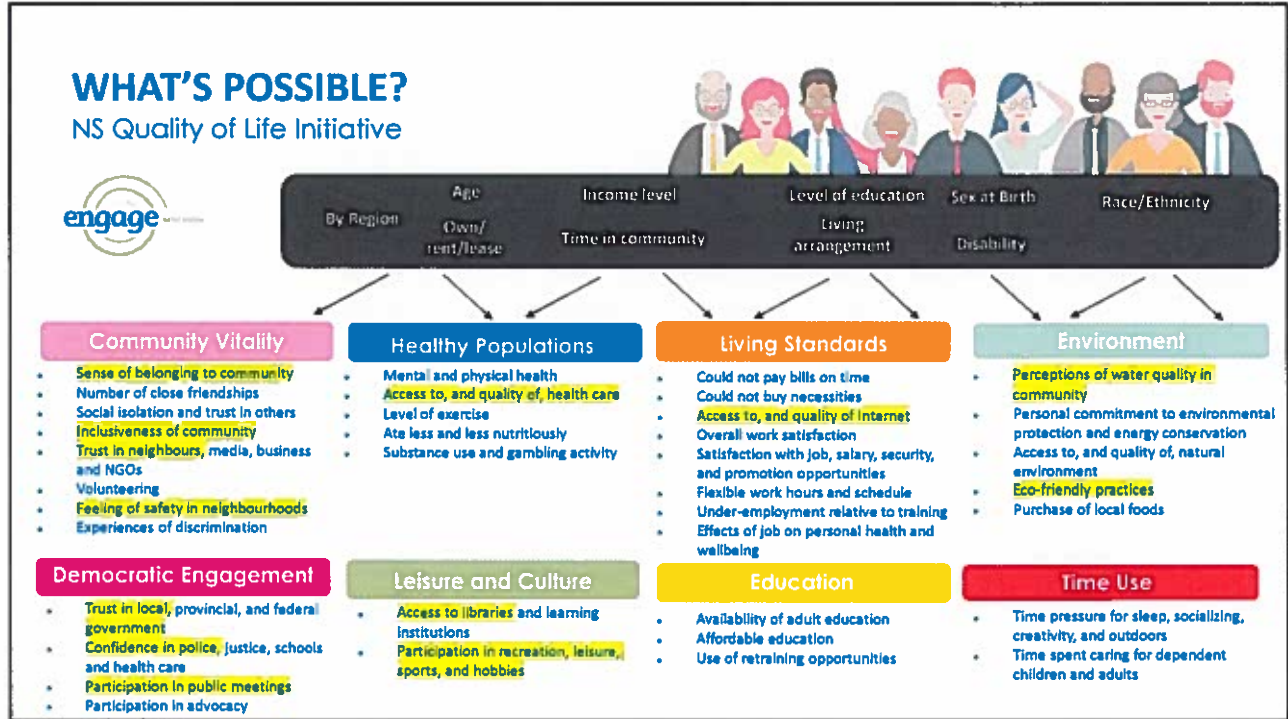 WHAT'S POSSIBLE?
NS Quality of Life Initiative
engage
By Region
Age
Own/
rent/lease
Income level
Time in community
Level of education
Living
arrangement
Sex at Birth
Disability
Race/Ethnicity
Community Vitality
Sense of belonging to community
Number of close friendships
Social isolation and trust in others
Inclusiveness of community
Trust in neighbours, media, business
and NGOs
Volunteering
Feeling of safety in neighbourhoods
Experiences of discrimination
Healthy Populations
Mental and physical health
Access to, and quality of, health care
Level of exercise
Ate less and less nutritiously
Substance use and gambling activity
Living Standards
Could not pay bills on time
Could not buy necessities
Access to, and quality of Internet
Overall work satisfaction
Satisfaction with job, salary, security,
and promotion opportunities
Flexible work hours and schedule
Under-employment relative to training
Effects of job on personal health and
wellbeing
Environment
Perceptions of water quality in
community
Personal commitment to environmental
protection and energy conservation
Access to, and quality of, natural
environment
Eco-friendly practices
Purchase of local foods
Democratic Engagement
Trust in local, provincial, and federal
government
Confidence in police, justice, schools
and health care
Participation in public meetings
Participation in advocacy
Leisure and Culture
Access to libraries and learning
institutions
Participation in recreation, leisure,
sports, and hobbies
Education
Availability of adult education
Affordable education
Use of retraining opportunities
Time Use
Time pressure for sleep, socializing,
creativity, and outdoors
Time spent caring for dependent
children and adults